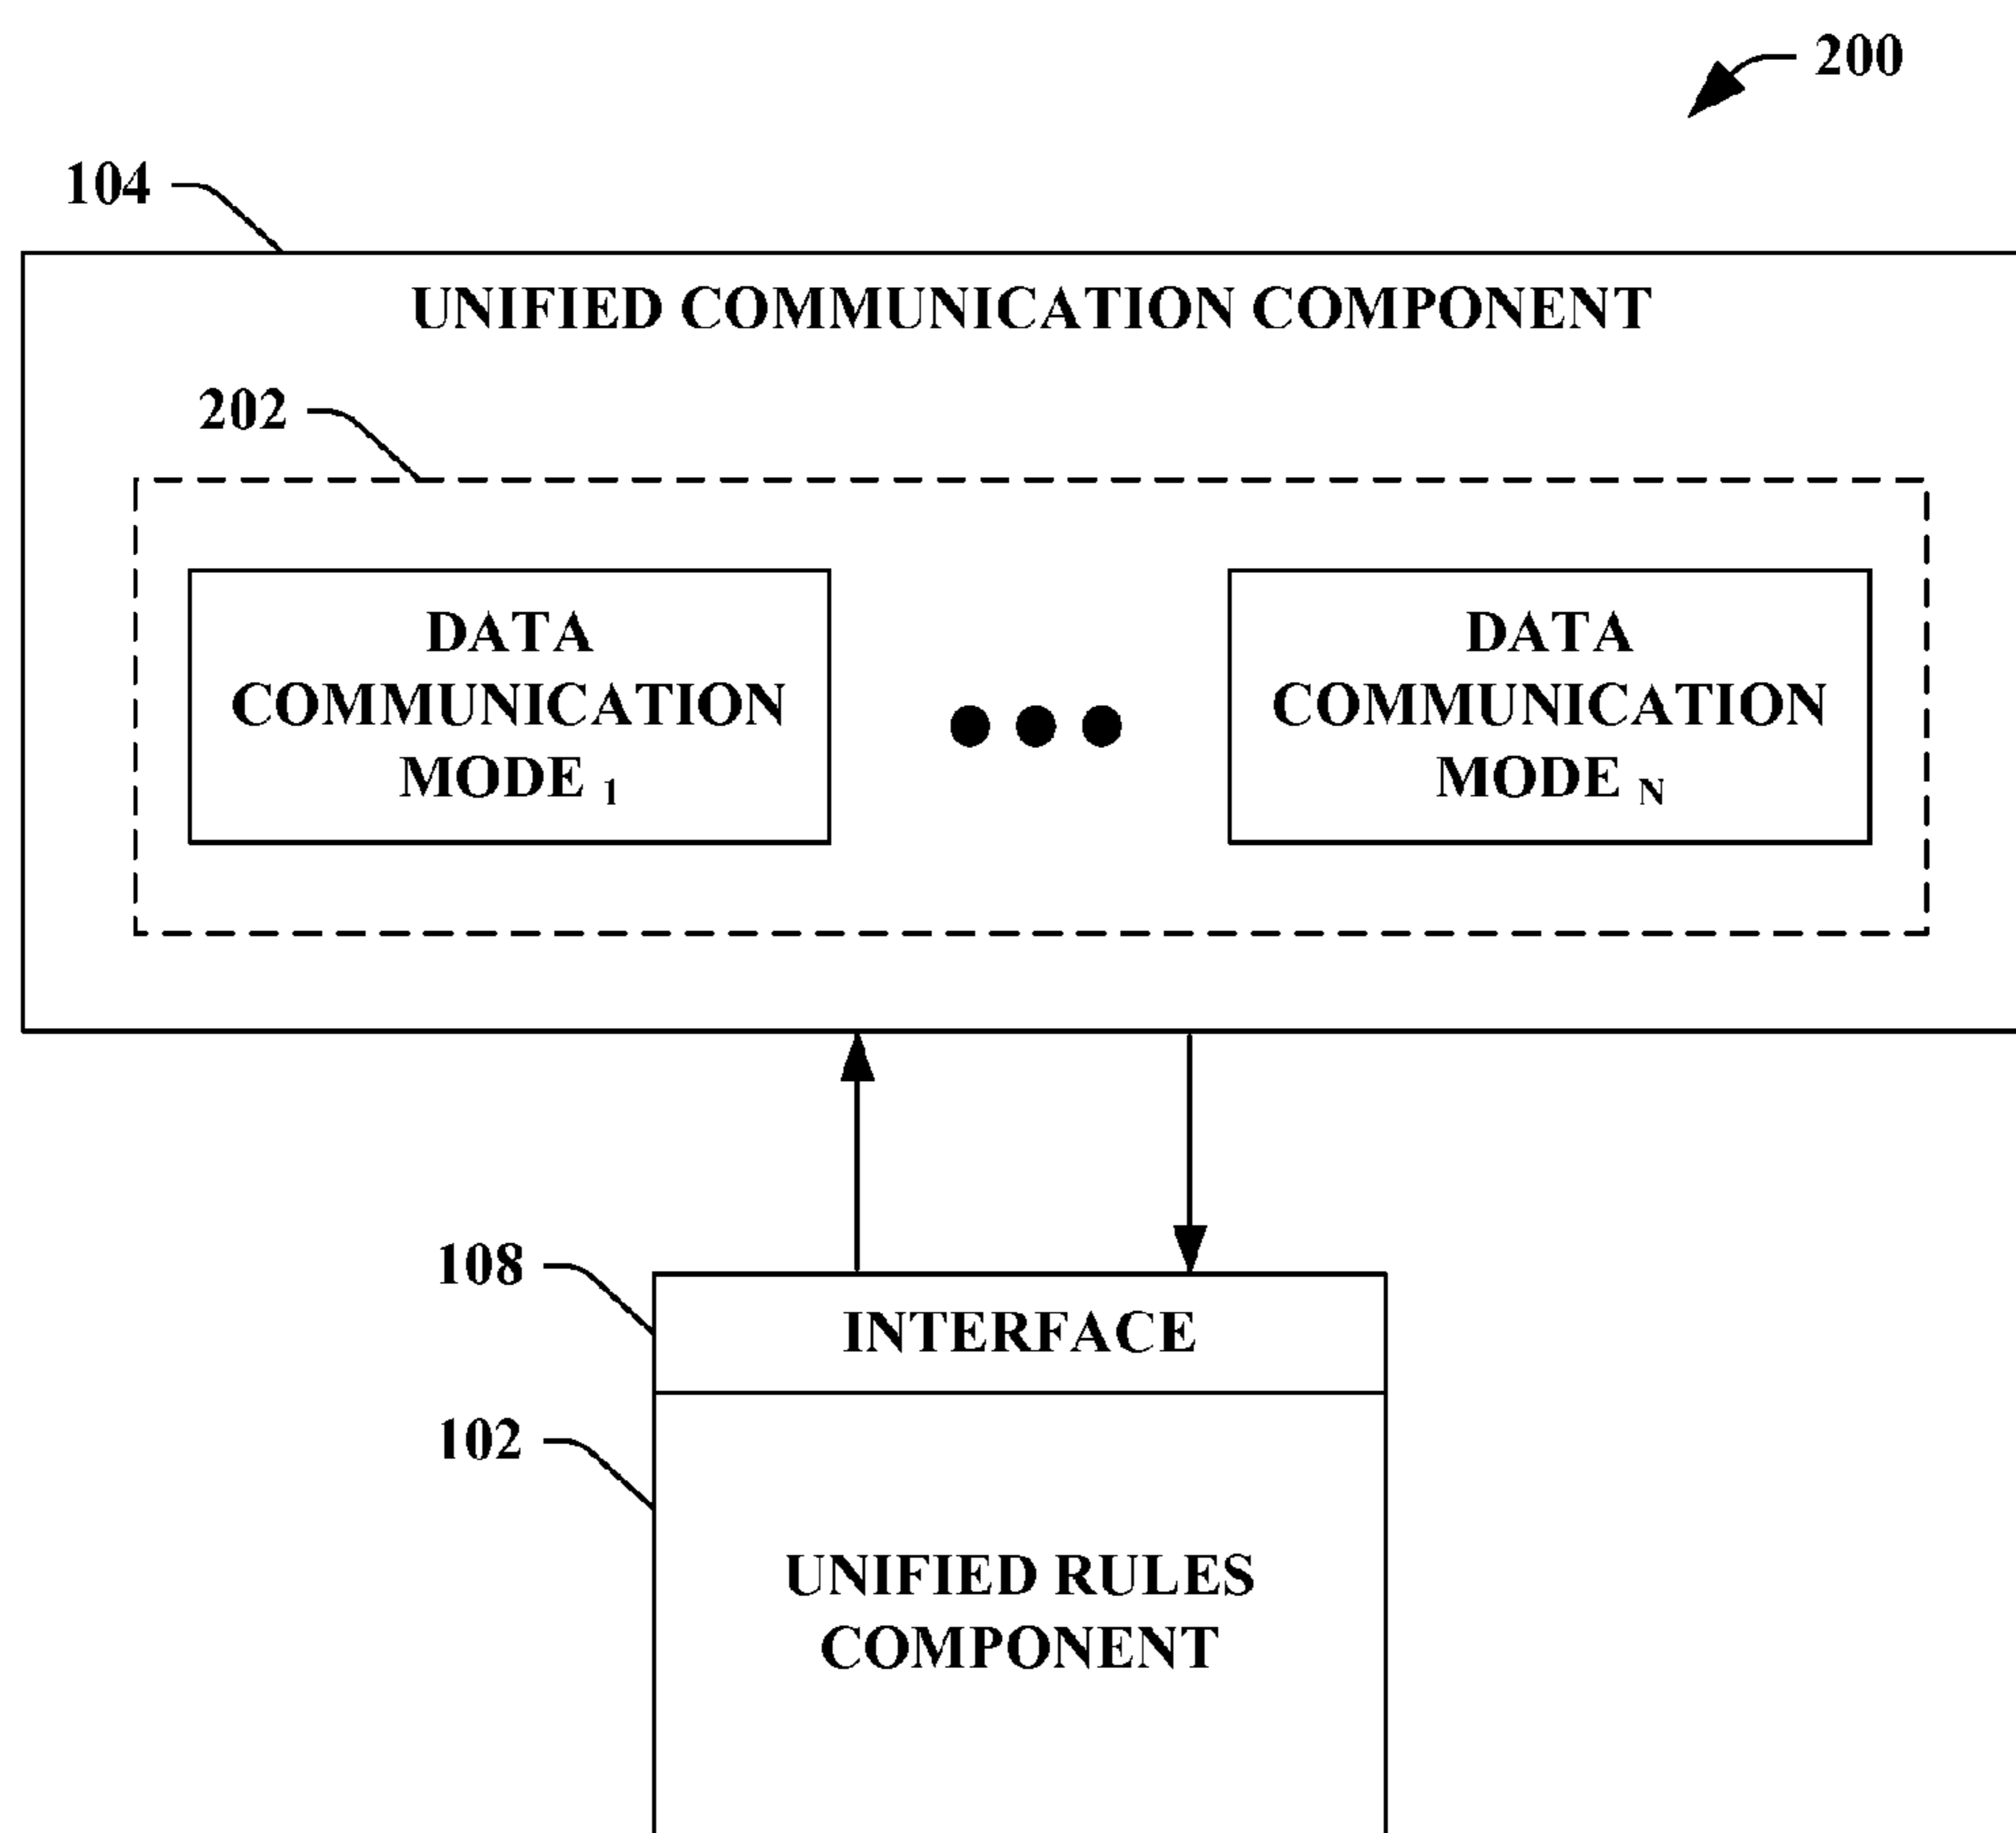 200
104
UNIFIED COMMUNICATION COMPONENT
202
DATA
COMMUNICATION
MODE 1
DATA
COMMUNICATION
MODE N
108
INTERFACE
102
UNIFIED RULES
COMPONENT